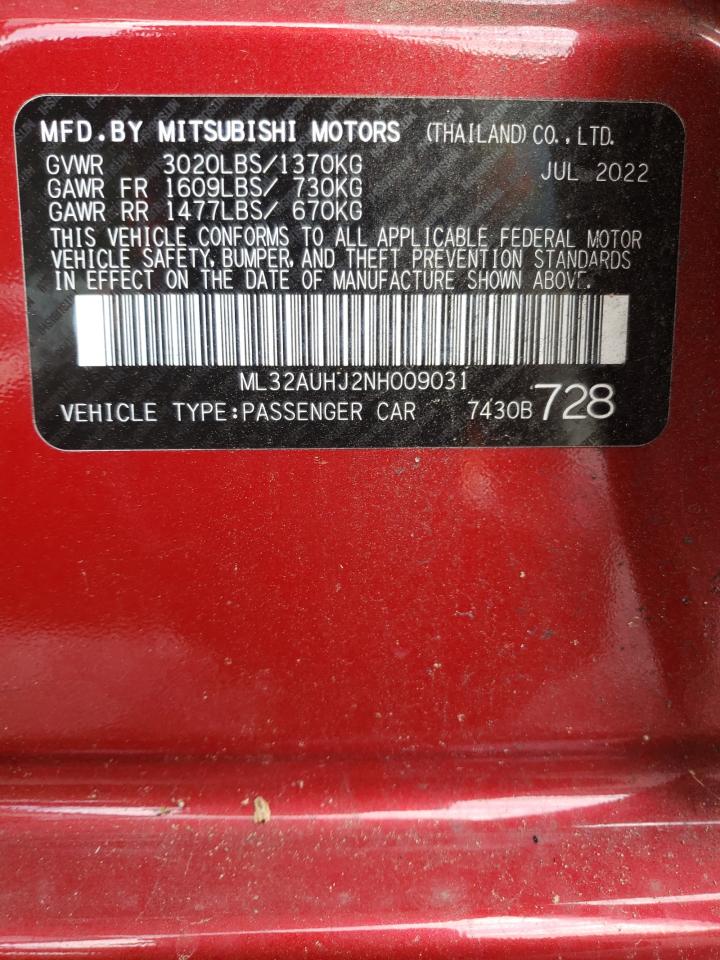 MFD.BY MITSUBISHI MOTORS (THAILAND) CO.,LTD.
GVWR 3020LBS/1370KG JUL 2022
GAWR FR 1609LBS/ 730KG
GAWR RR 1477LBS/ 670KG
THIS VEHICLE CONFORMS TO ALL APPLICABLE FEDERAL MOTOR
VEHICLE SAFETY, BUMPER, AND THEFT PREVENTION STANDARDS
IN EFFECT ON THE DATE OF MANUFACTURE SHOWN ABOVE.
ML32AUHJ2NH009031
VEHICLE TYPE:PASSENGER CAR 7430B 728